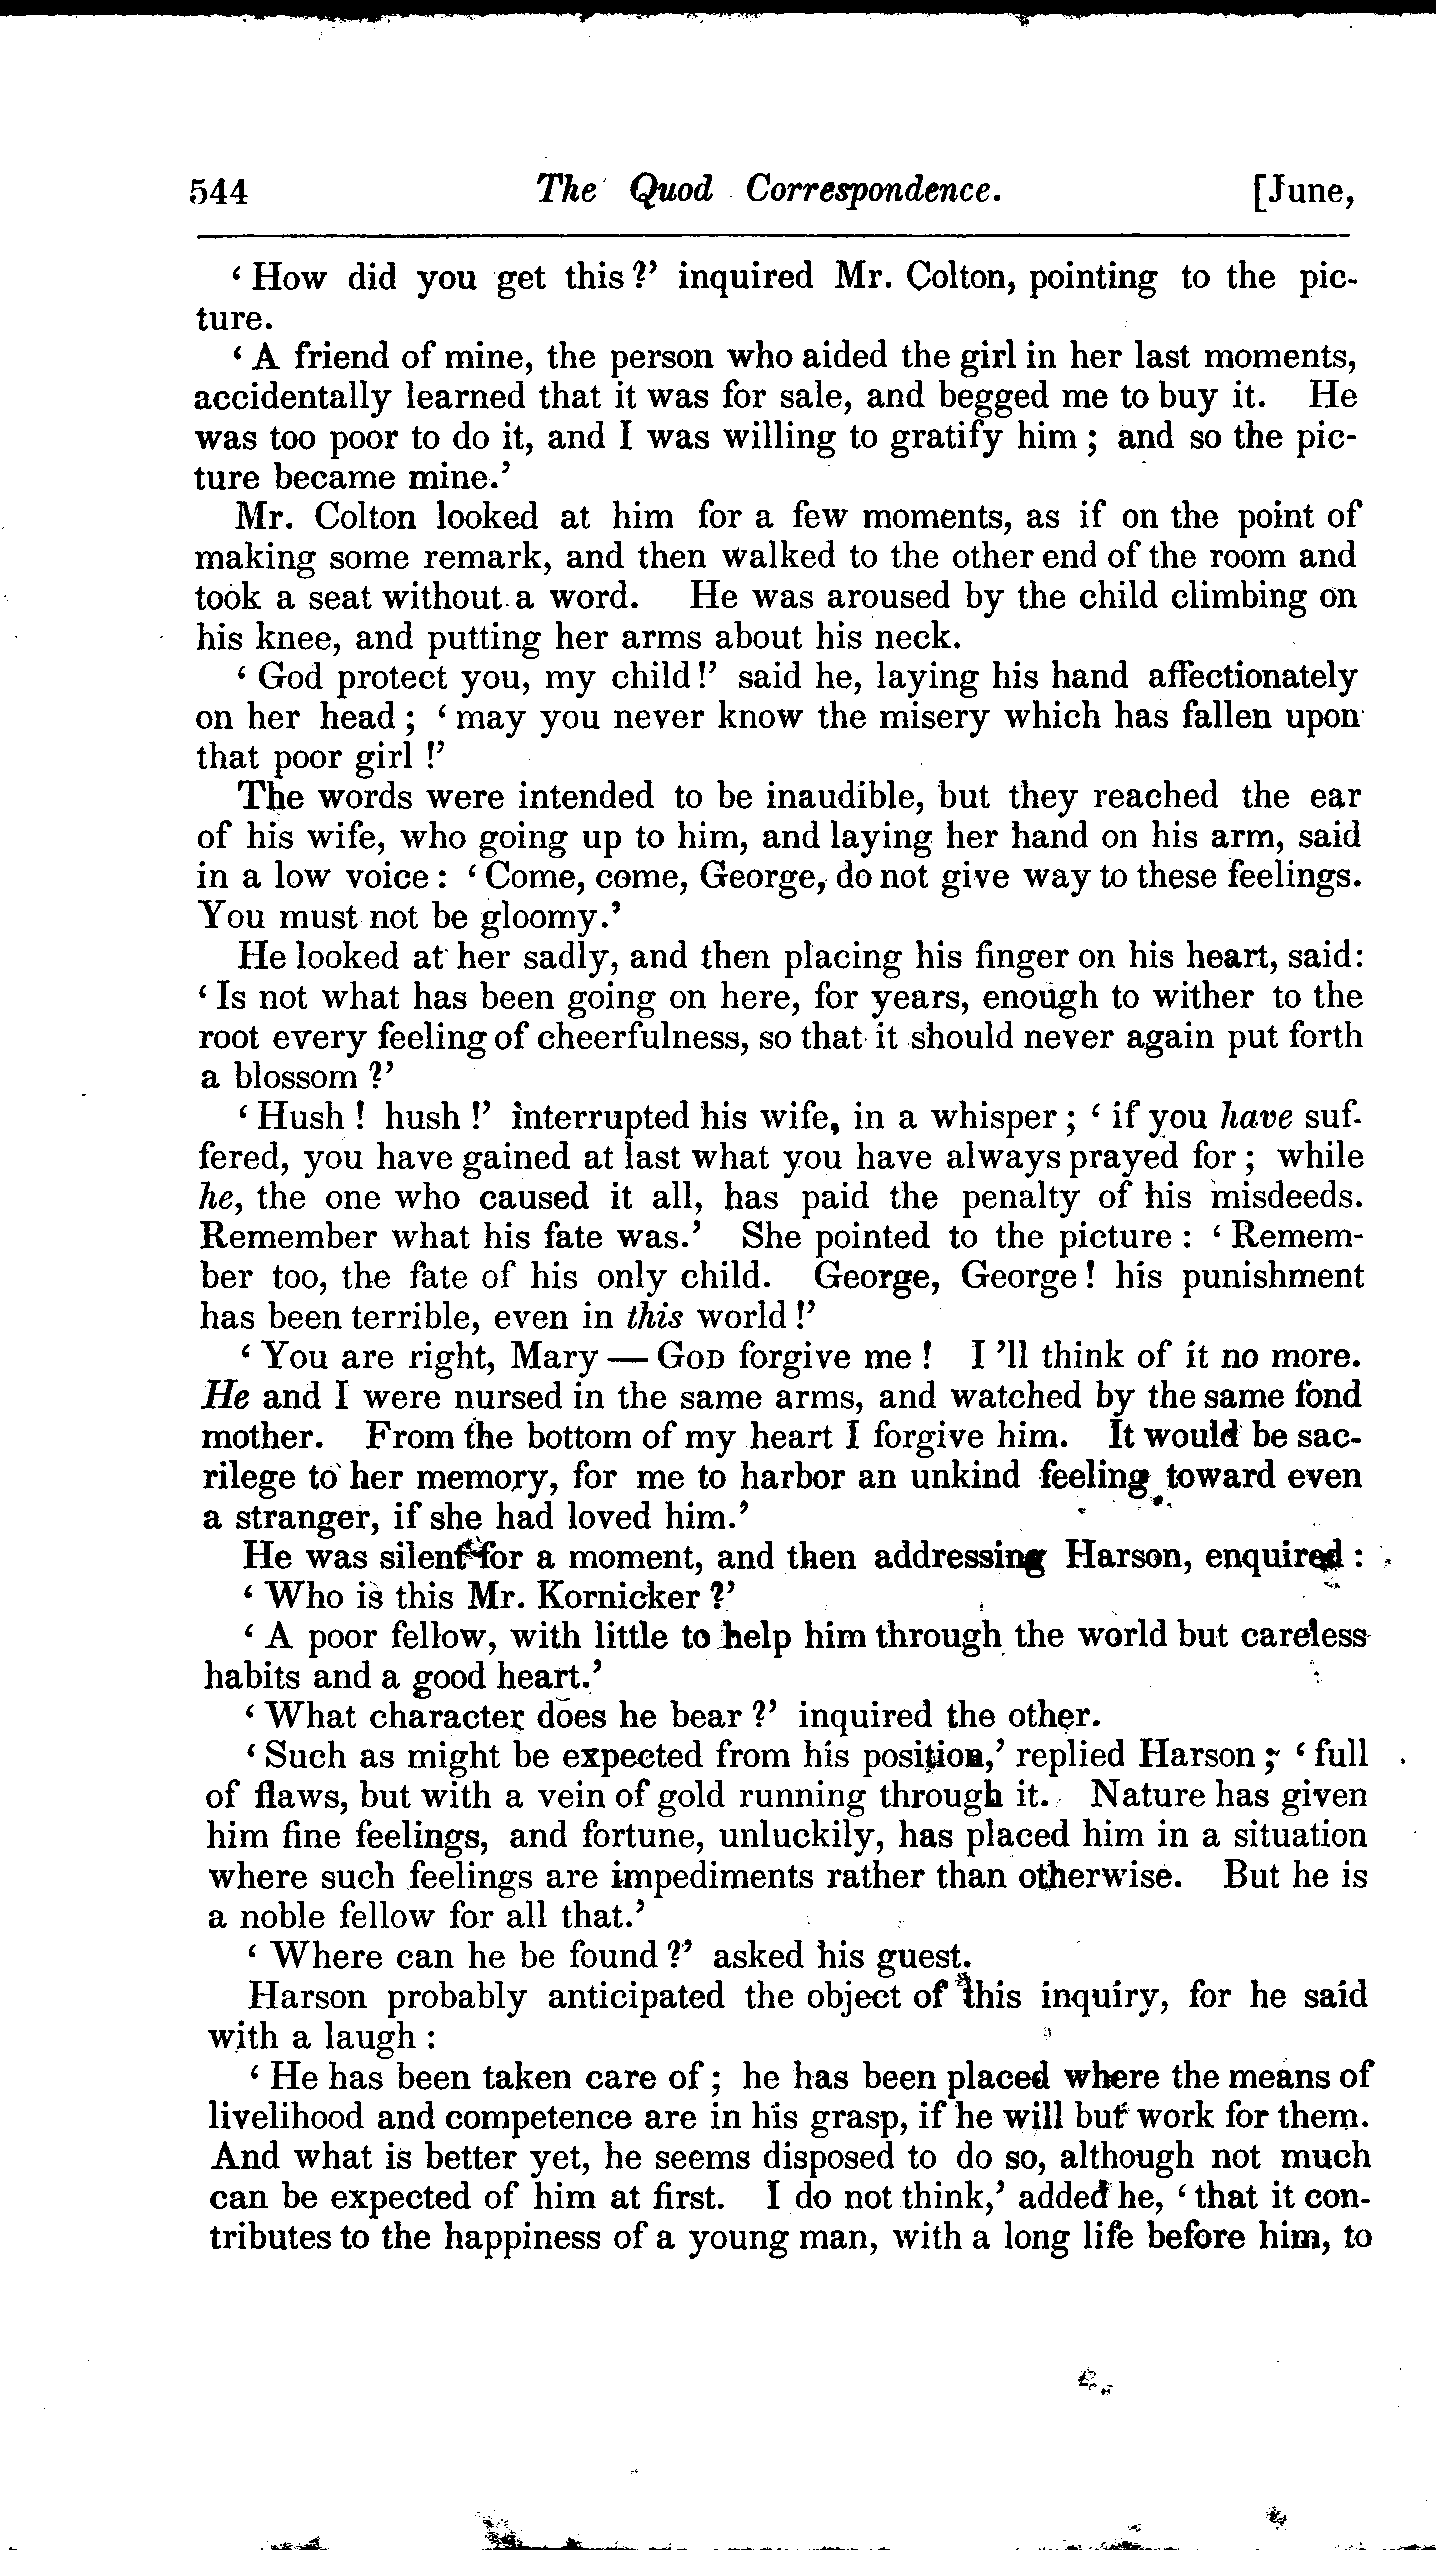 544 The Quod Correspondence. [June,
‘How did you get this?’ inquired Mr. Colton, pointing to the pic-
ture.
‘A friend of mine, the person who aided the girl in her last moments,
accidentally learned that it was for sale, and begged me to buy it. He
was too poor to do it, and I was willing to gratify him; and so the pic-
ture became mine.’
Mr. Colton looked at him for a few moments, as if on the point of
making some remark, and then walked to the other end of the room and
took a seat without a word. He was aroused by the child climbing on
his knee, and putting her arms about his neck.
‘God protect you, my child!’ said he, laying his hand affectionately
on her head; ‘may you never know the misery which has fallen upon
that poor girl!’
The words were intended to be inaudible, but they reached the ear
of his wife, who going up to him, and laying her hand on his arm, said
in a low voice: ‘Come, come, George, do not give way to these feelings.
You must not be gloomy.’
He looked at her sadly, and then placing his finger on his heart, said:
‘Is not what has been going on here, for years, enough to wither to the
root every feeling of cheerfulness, so that it should never again put forth
a blossom?’
‘Hush! hush!’ interrupted his wife, in a whisper; ‘if you have suf-
fered, you have gained at last what you have always prayed for; while
he, the one who caused it all, has paid the penalty of his misdeeds.
Remember what his fate was.’ She pointed to the picture: ‘Remem-
ber too, the fate of his only child. George, George! his punishment
has been terrible, even in this world!’
‘You are right, Mary — GOD forgive me! I 'll think of it no more.
He and I were nursed in the same arms, and watched by the same fond
mother. From the bottom of my heart I forgive him. It would be sac-
rilege to her memory, for me to harbor an unkind feeling toward even
a stranger, if she had loved him.’
He was silent for a moment, and then addressing Harson, enquired:
‘Who is this Mr. Kornicker?’
‘A poor fellow, with little to help him through the world but careless
habits and a good heart.’
‘What character does he bear?’ inquired the other.
‘Such as might be expected from his position,’ replied Harson; ‘full
of flaws, but with a vein of gold running through it. Nature has given
him fine feelings, and fortune, unluckily, has placed him in a situation
where such feelings are impediments rather than otherwise. But he is
a noble fellow for all that.’
‘Where can he be found?’ asked his guest.
Harson probably anticipated the object of this inquiry, for he said
with a laugh:
‘He has been taken care of; he has been placed where the means of
livelihood and competence are in his grasp, if he will but work for them.
And what is better yet, he seems disposed to do so, although not much
can be expected of him at first. I do not think,’ added he, ‘that it con-
tributes to the happiness of a young man, with a long life before him, to